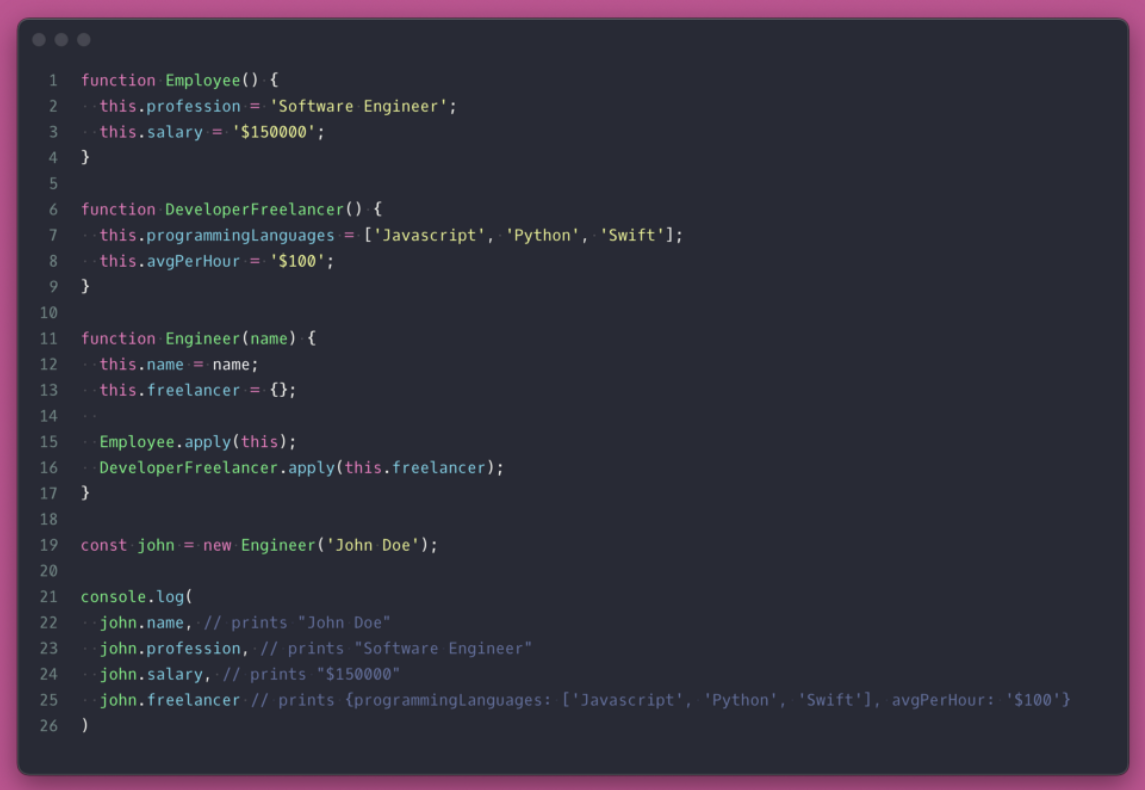 1 function Employee() {
2   this.profession = 'Software Engineer';
3   this.salary = '$150000';
4 }
5
6 function DeveloperFreelancer() {
7   this.programmingLanguages = ['Javascript', 'Python', 'Swift'];
8   this.avgPerHour = '$100';
9 }
10
11 function Engineer(name) {
12   this.name = name;
13   this.freelancer = {};
14
15   Employee.apply(this);
16   DeveloperFreelancer.apply(this.freelancer);
17 }
18
19 const john = new Engineer('John Doe');
20
21 console.log(
22   john.name, // prints "John Doe"
23   john.profession, // prints "Software Engineer"
24   john.salary, // prints "$150000"
25   john.freelancer // prints {programmingLanguages: ['Javascript', 'Python', 'Swift'], avgPerHour: '$100'}
26 )